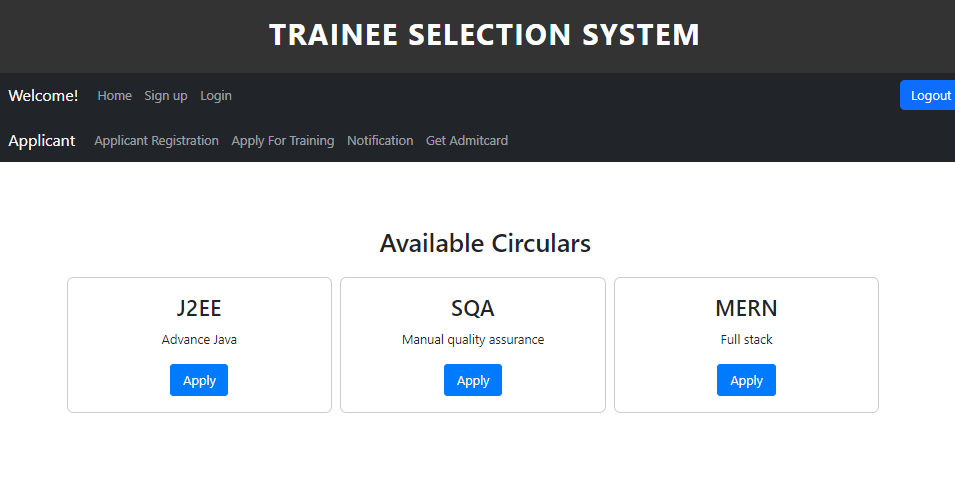 TRAINEE SELECTION SYSTEM
Welcome! Home Sign up Login Logout
Applicant Applicant Registration Apply For Training Notification Get Admitcard
Available Circulars
J2EE SQA MERN
Advance Java Manual quality assurance Full stack
Apply Apply Apply